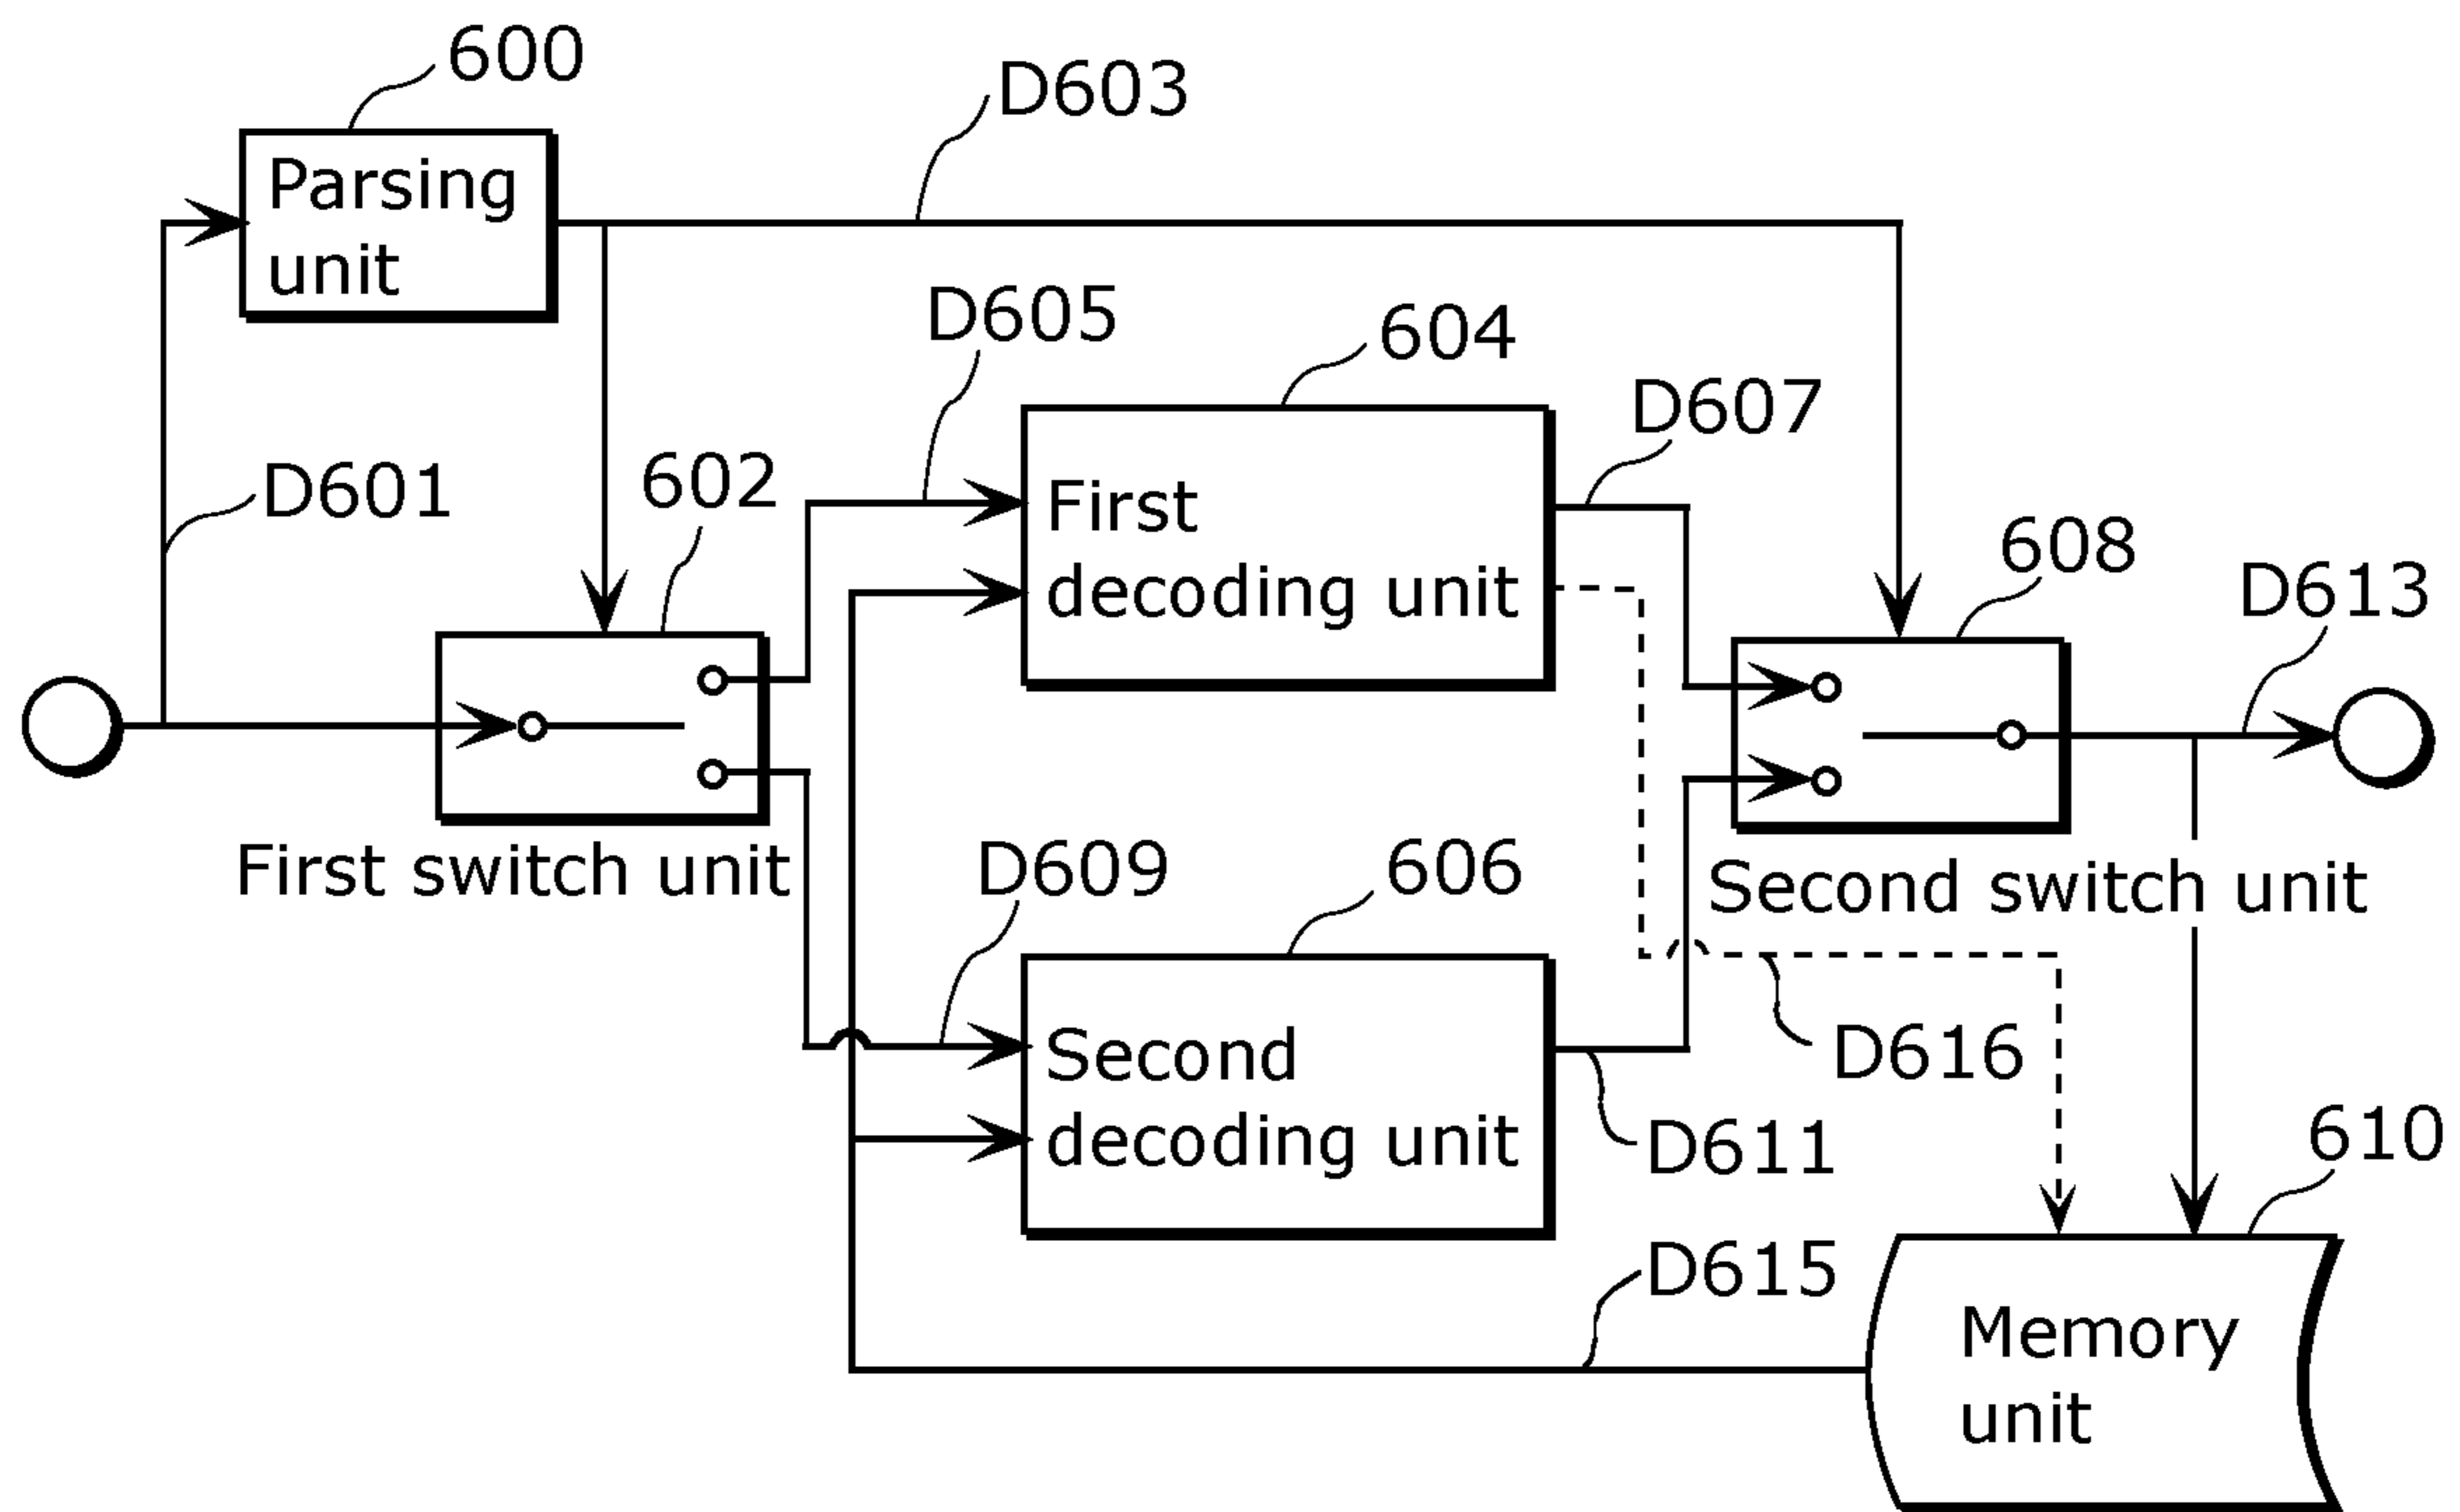 600
D603
Parsing
unit
D605
604
D607
D601
602
First
decoding unit
608
D613
First switch unit
D609
606
Second switch unit
Second
decoding unit
D616
D611
610
D615
Memory
unit